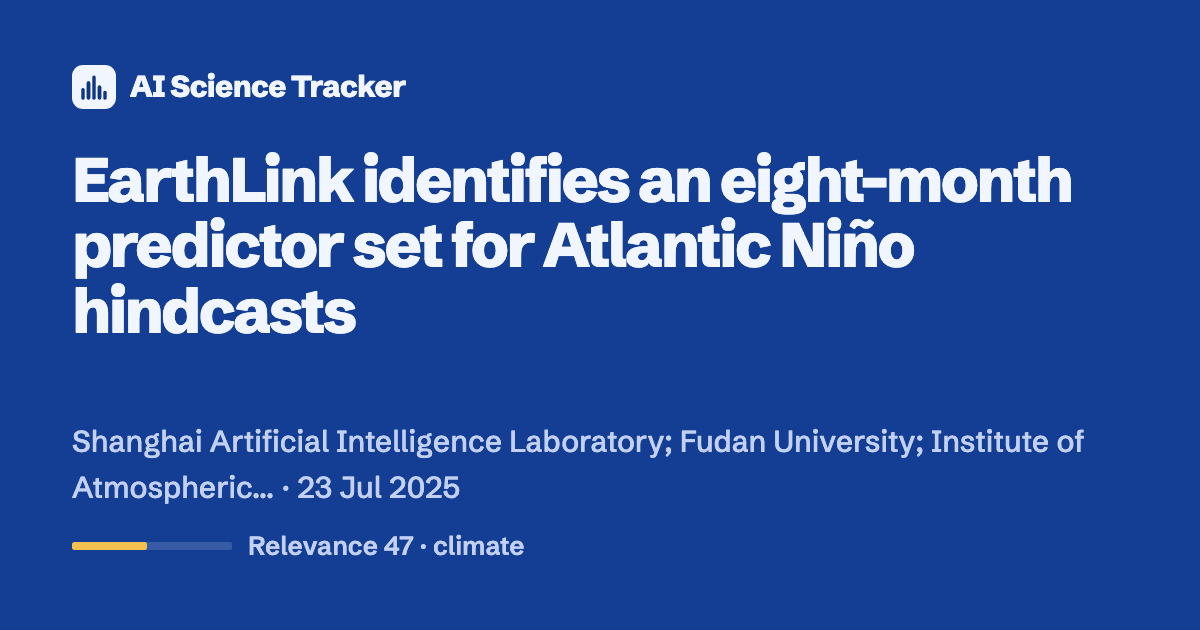 AI Science Tracker
EarthLink identifies an eight-month
predictor set for Atlantic Niño
hindcasts
Shanghai Artificial Intelligence Laboratory; Fudan University; Institute of
Atmospheric... · 23 Jul 2025
Relevance 47 · climate